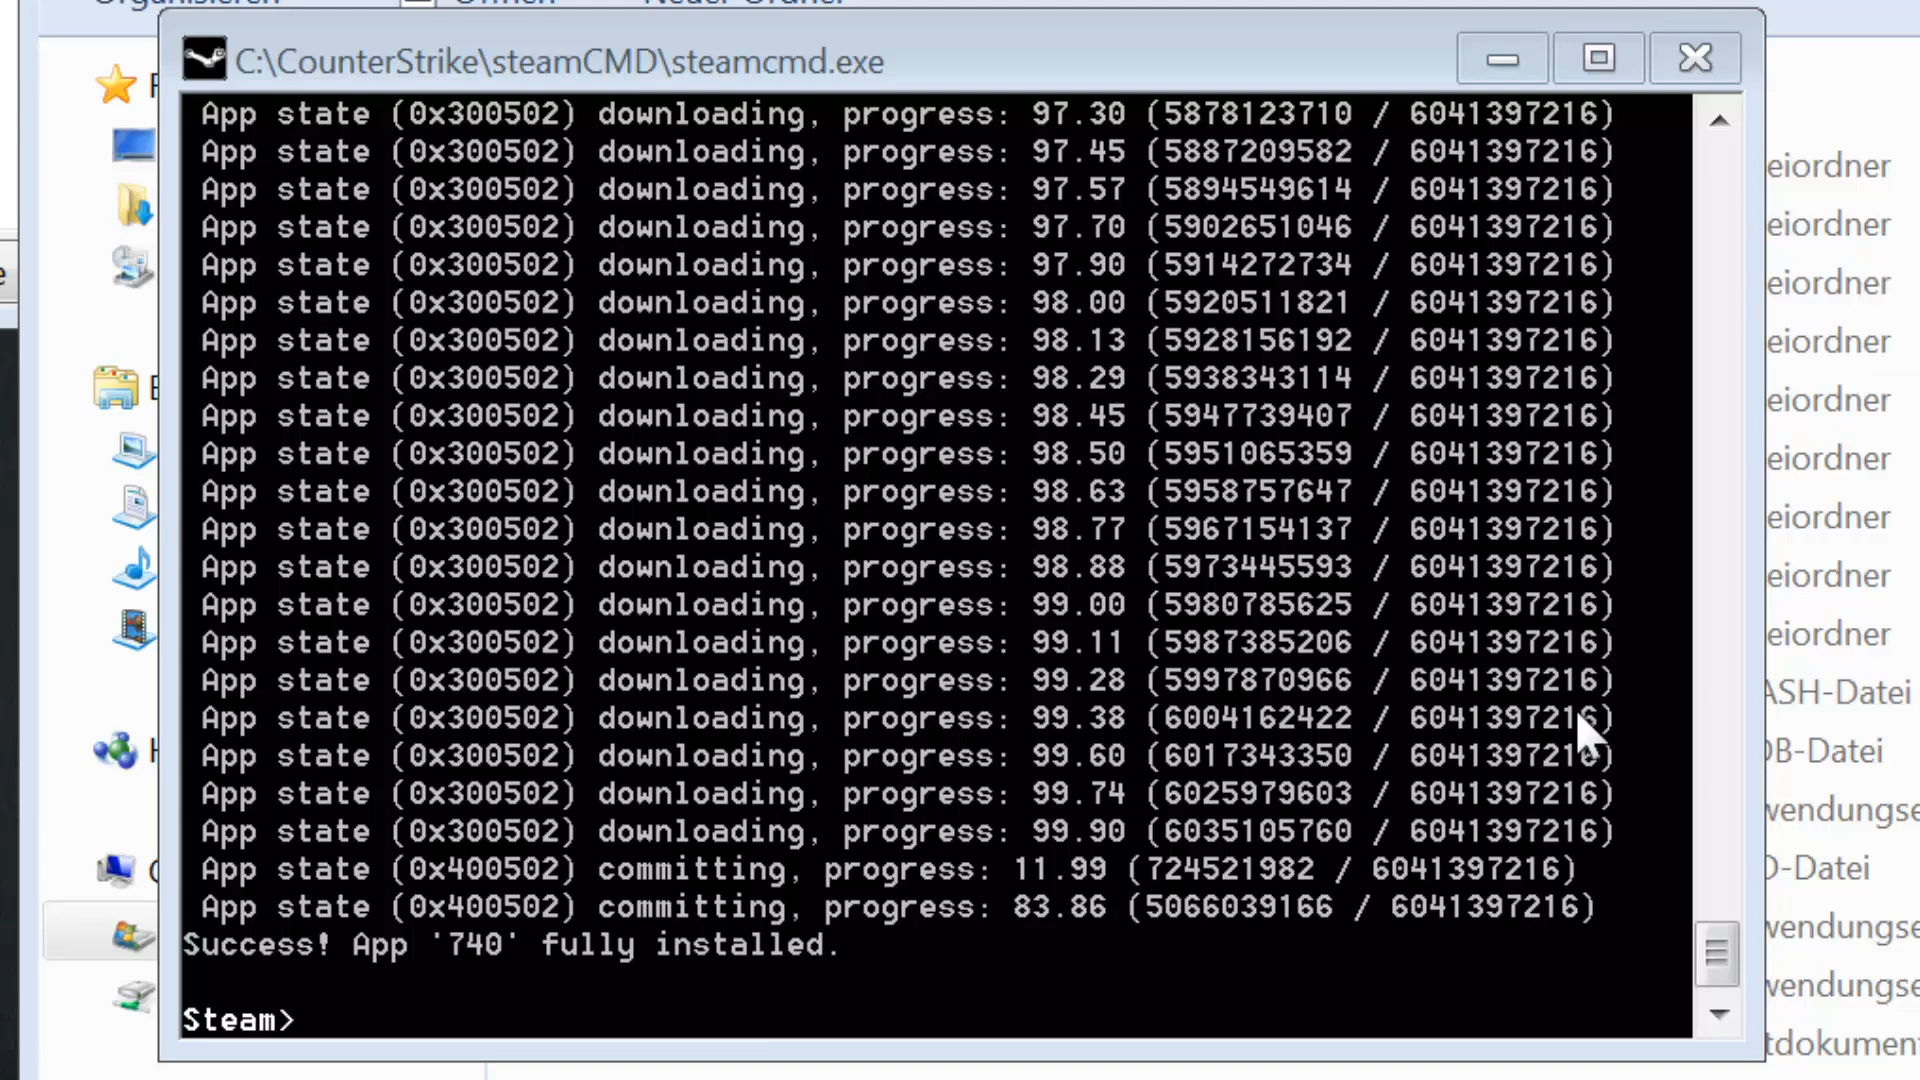 Organisieren Öffnen Neuer Ordner
C:\CounterStrike\steamCMD\steamcmd.exe
App state (0x300502) downloading, progress: 97.30 (5878123710 / 6041397216)
App state (0x300502) downloading, progress: 97.45 (5887209582 / 6041397216)
App state (0x300502) downloading, progress: 97.57 (5894549614 / 6041397216)
App state (0x300502) downloading, progress: 97.70 (5902651046 / 6041397216)
App state (0x300502) downloading, progress: 97.90 (5914272734 / 6041397216)
App state (0x300502) downloading, progress: 98.00 (5920511821 / 6041397216)
App state (0x300502) downloading, progress: 98.13 (5928156192 / 6041397216)
App state (0x300502) downloading, progress: 98.29 (5938343114 / 6041397216)
App state (0x300502) downloading, progress: 98.45 (5947739407 / 6041397216)
App state (0x300502) downloading, progress: 98.50 (5951065359 / 6041397216)
App state (0x300502) downloading, progress: 98.63 (5958757647 / 6041397216)
App state (0x300502) downloading, progress: 98.77 (5967154137 / 6041397216)
App state (0x300502) downloading, progress: 98.88 (5973445593 / 6041397216)
App state (0x300502) downloading, progress: 99.00 (5980785625 / 6041397216)
App state (0x300502) downloading, progress: 99.11 (5987385206 / 6041397216)
App state (0x300502) downloading, progress: 99.28 (5997870966 / 6041397216)
App state (0x300502) downloading, progress: 99.38 (6004162422 / 6041397216)
App state (0x300502) downloading, progress: 99.60 (6017343350 / 6041397216)
App state (0x300502) downloading, progress: 99.74 (6025979603 / 6041397216)
App state (0x300502) downloading, progress: 99.90 (6035105760 / 6041397216)
App state (0x400502) committing, progress: 11.99 (724521982 / 6041397216)
App state (0x400502) committing, progress: 83.86 (5066039166 / 6041397216)
Success! App '740' fully installed.
Steam>
eiordner
eiordner
eiordner
eiordner
eiordner
eiordner
eiordner
eiordner
eiordner
ASH-Datei
DB-Datei
wendungse
D-Datei
wendungse
wendungse
tdokument